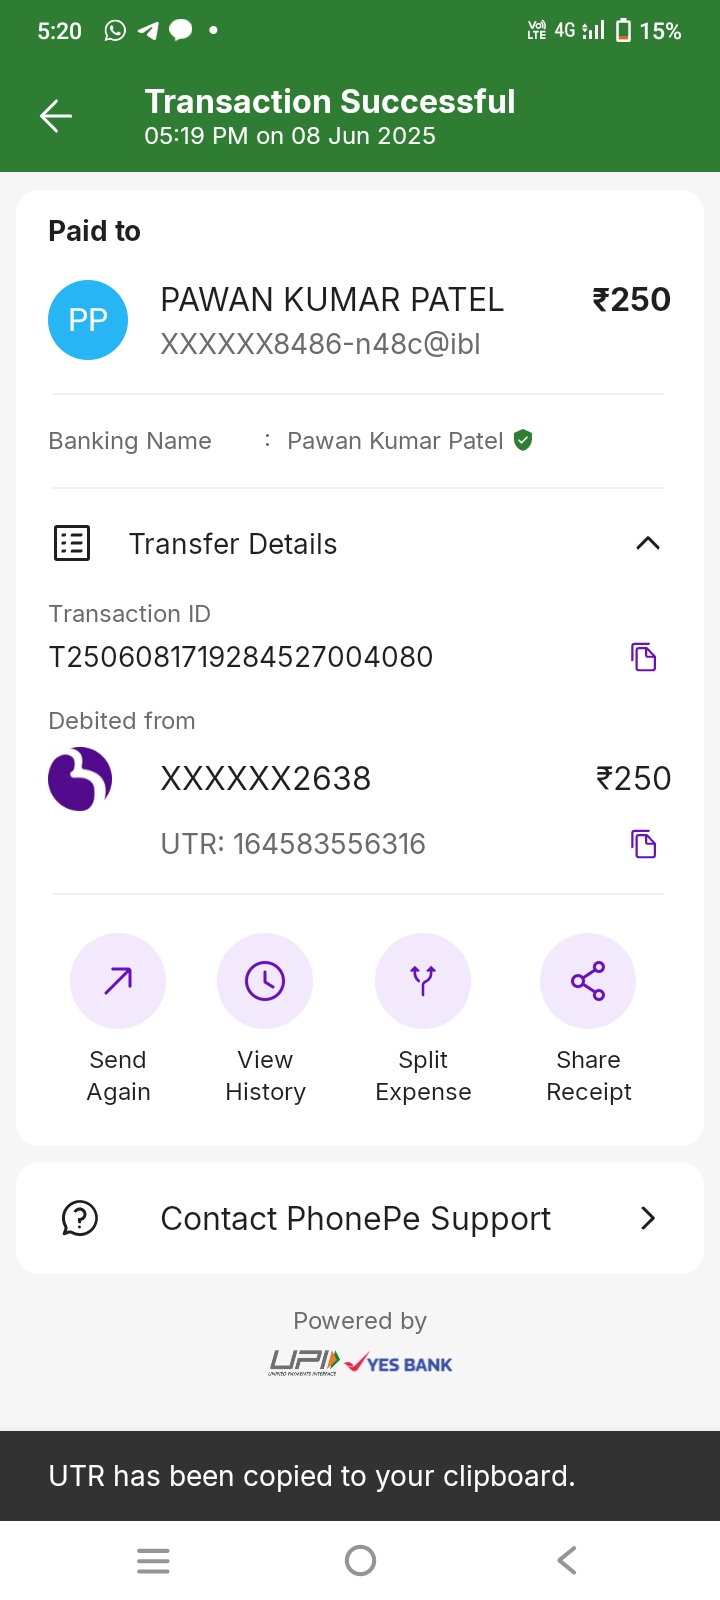 5:20 VoI) LTE 4G 15%
Transaction Successful
05:19 PM on 08 Jun 2025
Paid to
PP PAWAN KUMAR PATEL ₹250
XXXXXX8486-n48c@ibl
Banking Name : Pawan Kumar Patel
Transfer Details
Transaction ID
T2506081719284527004080
Debited from
XXXXXX2638 ₹250
UTR: 164583556316
Send Again
View History
Split Expense
Share Receipt
Contact PhonePe Support
Powered by
UPI YES BANK
UNIFIED PAYMENTS INTERFACE
UTR has been copied to your clipboard.